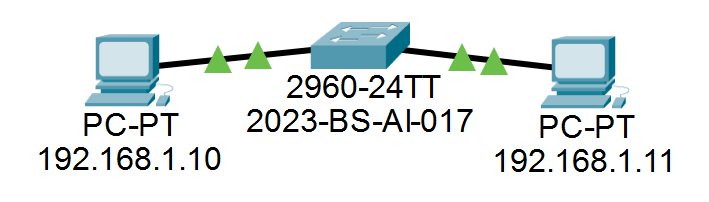 2960-24TT
2023-BS-AI-017
PC-PT
192.168.1.10
PC-PT
192.168.1.11